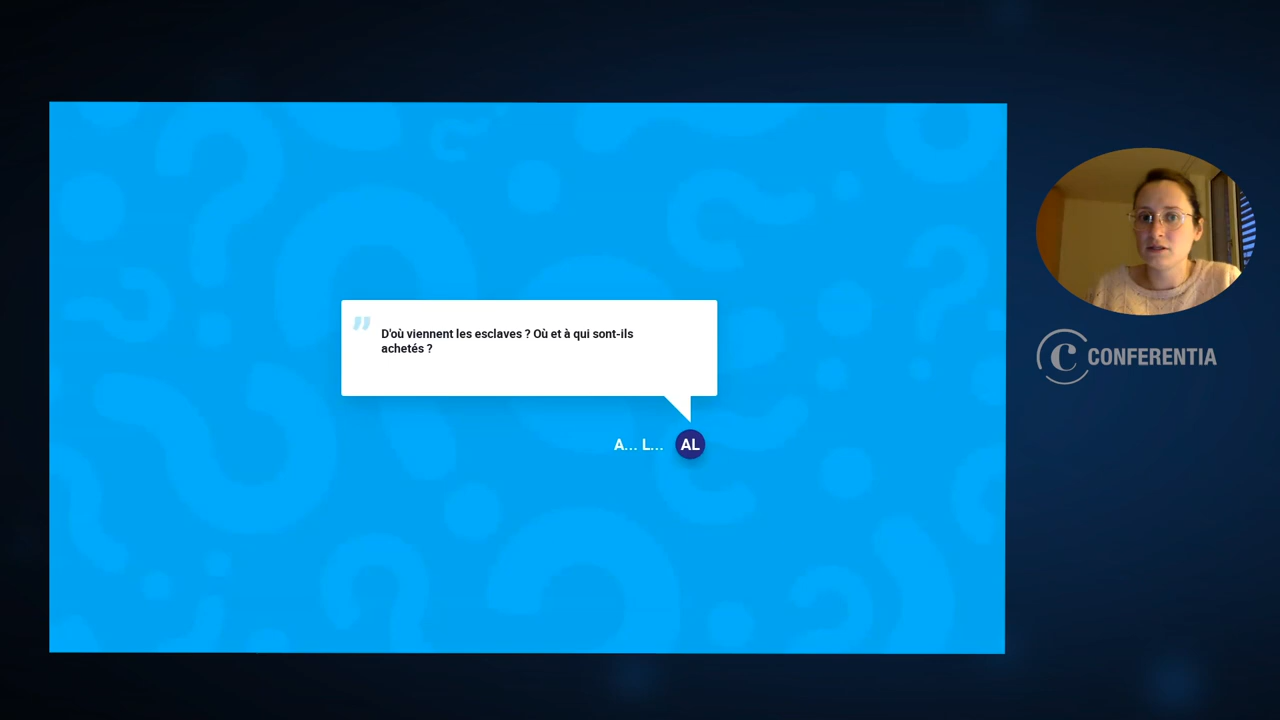 D'où viennent les esclaves ? Où et à qui sont-ils
achetés ?
A... L...
AL
C CONFERENTIA